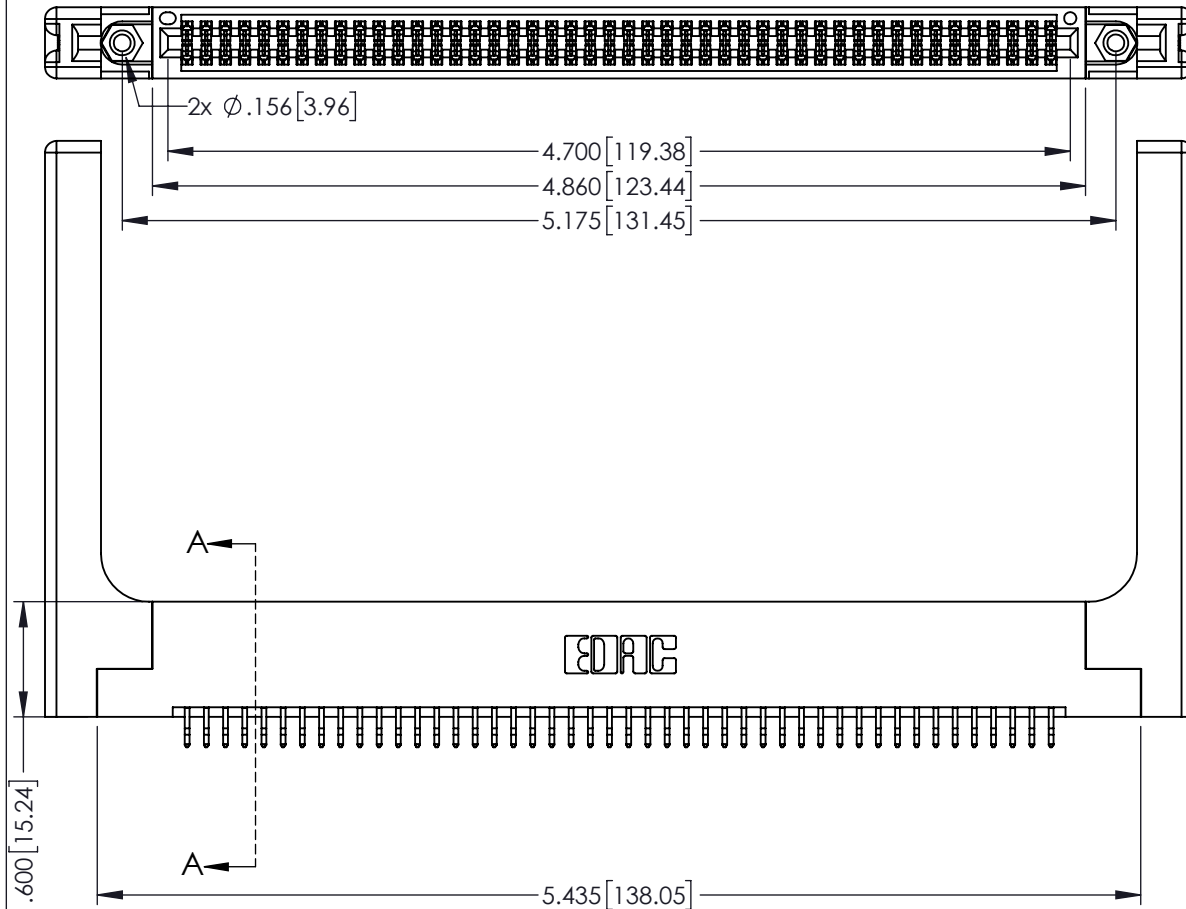 2x Ø.156[3.96]
4.700[119.38]
4.860[123.44]
5.175[131.45]
A
EDAC
.600[15.24]
A
5.435[138.05]